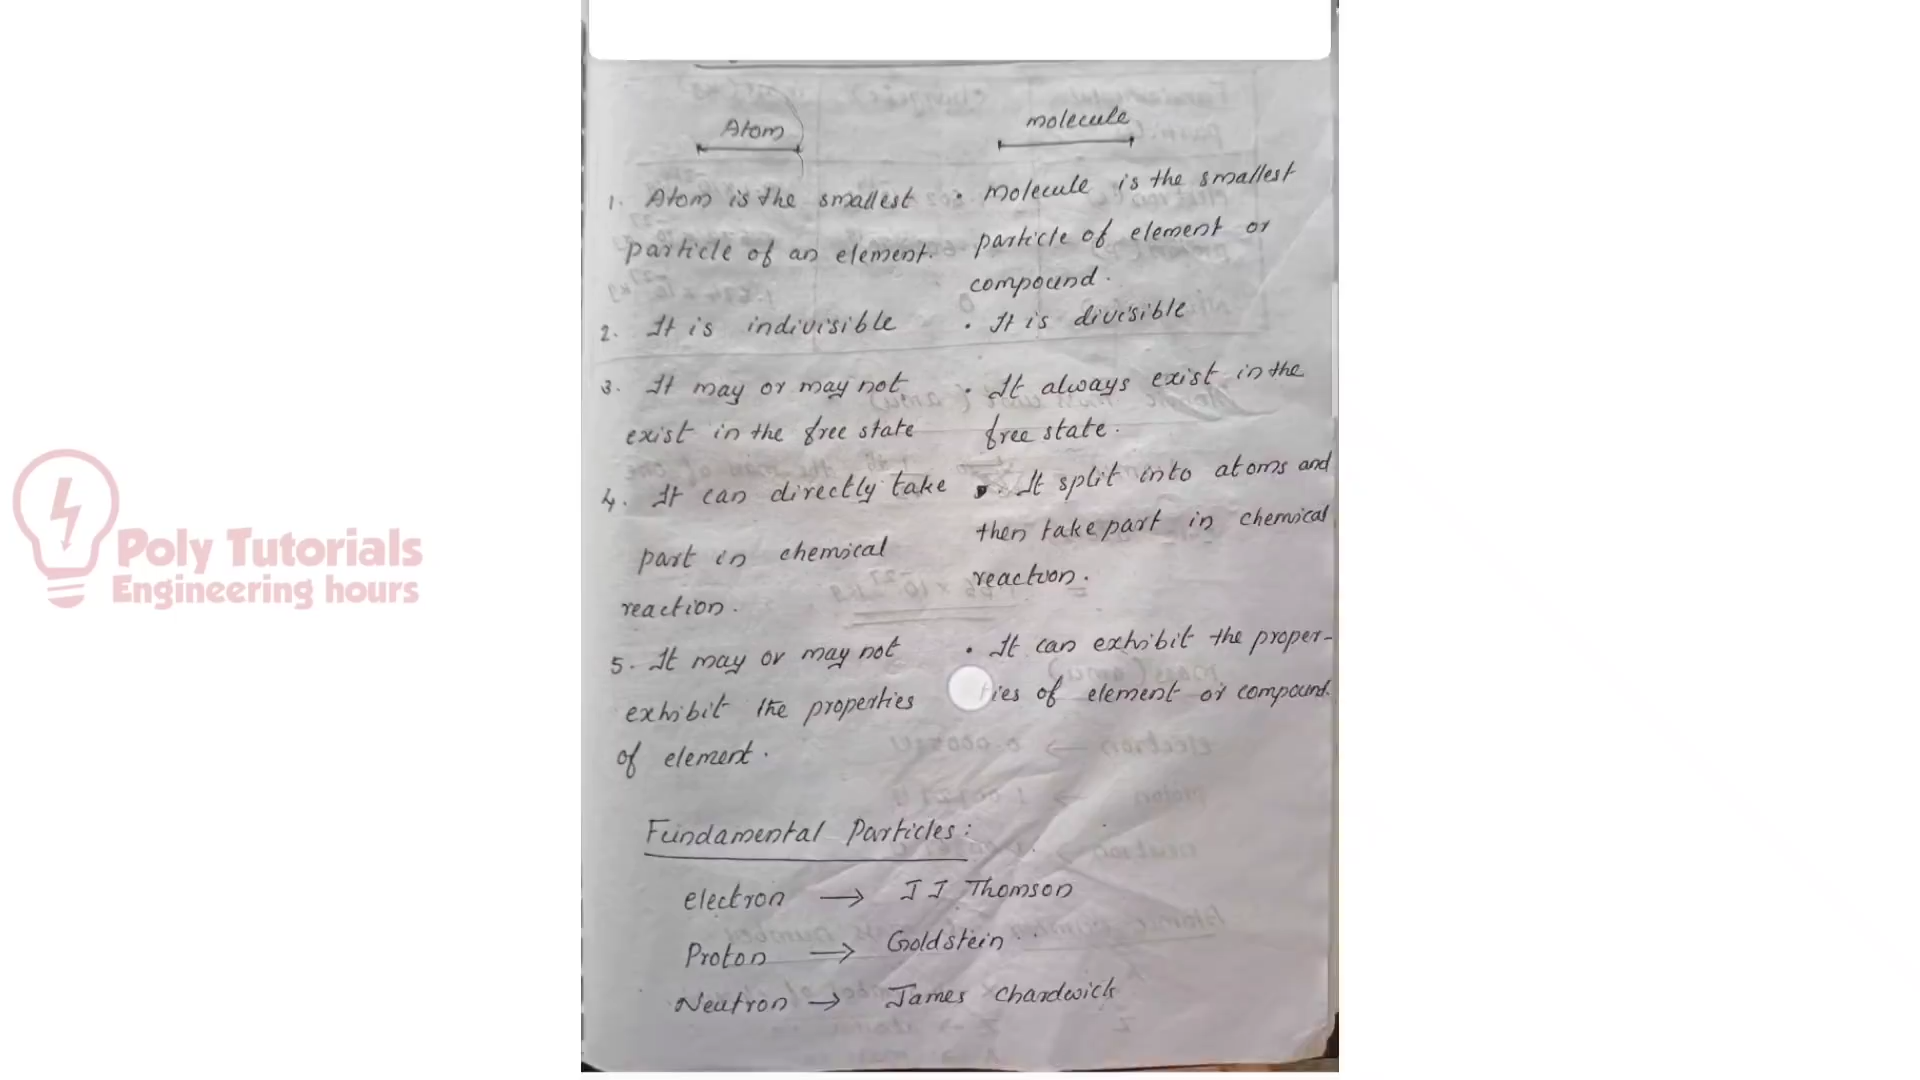 Atom
molecule
1. Atom is the smallest
particle of an element.
• molecule is the smallest
particle of element or
compound.
2. It is indivisible
• It is divisible
3. It may or may not
exist in the free state
• It always exist in the
free state.
4. It can directly take
part in chemical
reaction.
• It split into atoms and
then take part in chemical
reaction.
5. It may or may not
exhibit the properties
of element.
• It can exhibit the proper-
ties of element or compound.
Fundamental Particles:
electron → JJ Thomson
Proton → Goldstein
Neutron → James Chardwick
Poly Tutorials
Engineering hours